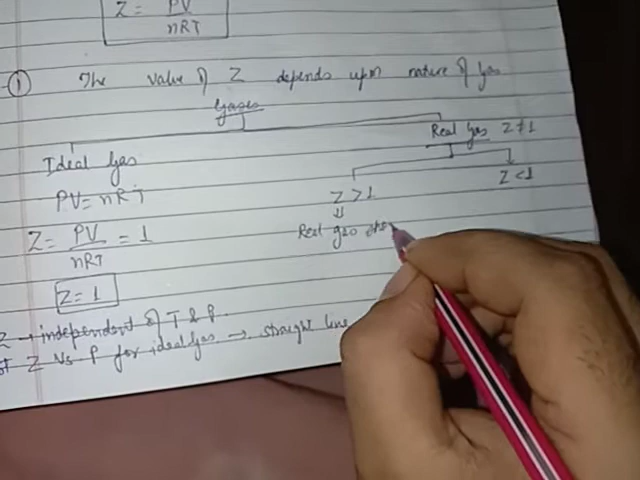 Z = PV
nRT
① The value of Z depends upon nature of gas
Gases
Ideal Gas
Real Gas Z ≠ 1
PV = nRT
Z > 1
Z < 1
Z = PV = 1
nRT
⇓
Real gas
Z = 1
Z → independent of T & P.
Z Vs P for ideal gas → straight line